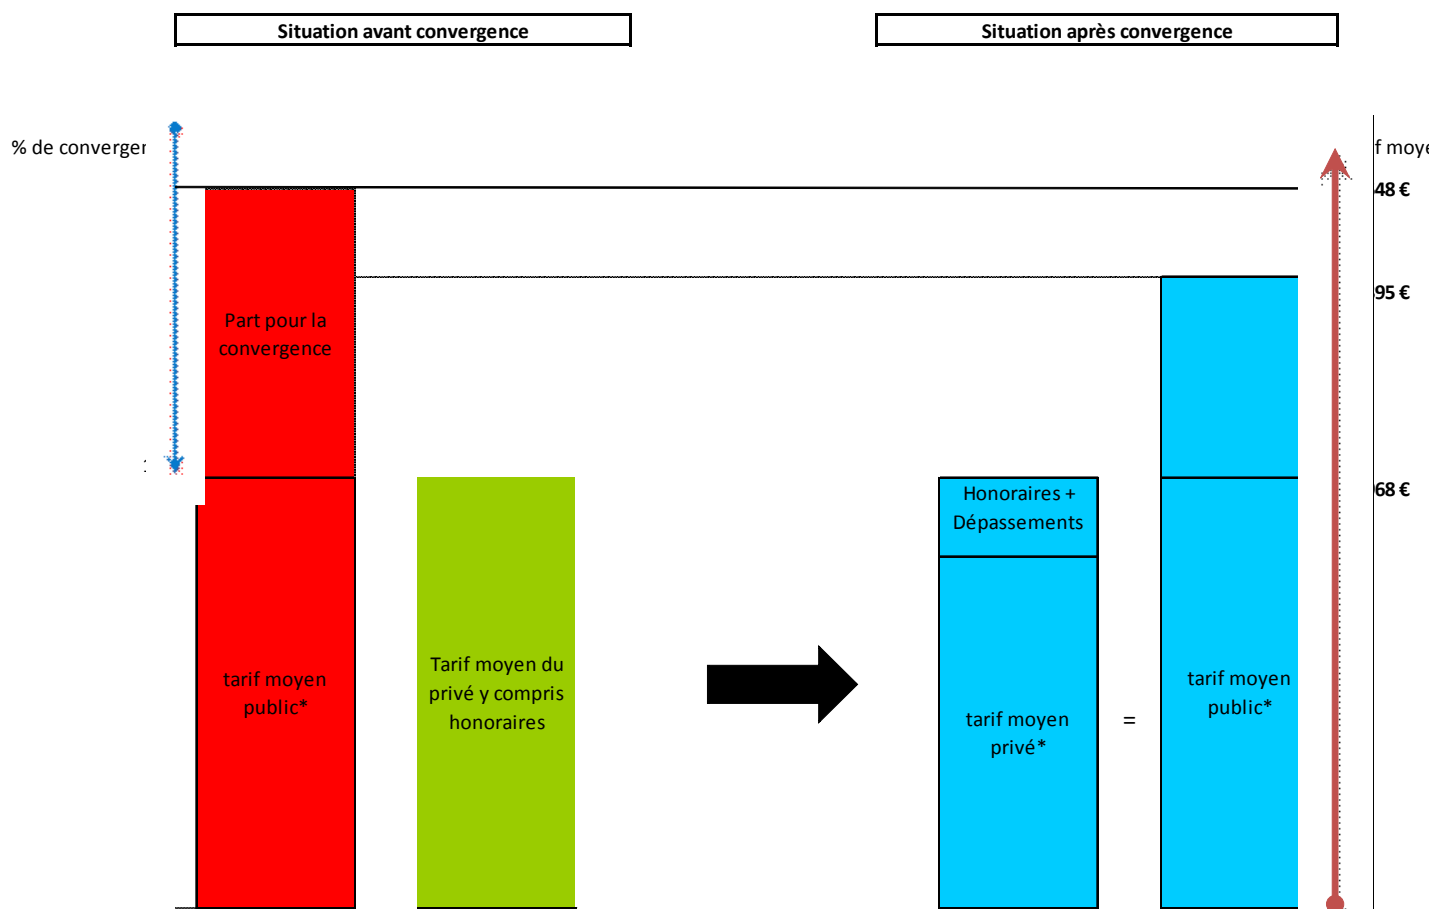 Situation avant convergence
Situation après convergence
% de converger
f moye
48 €
95 €
Part pour la
convergence
68 €
Honoraires +
Dépassements
tarif moyen
public*
Tarif moyen du
privé y compris
honoraires
tarif moyen
privé*
=
tarif moyen
public*